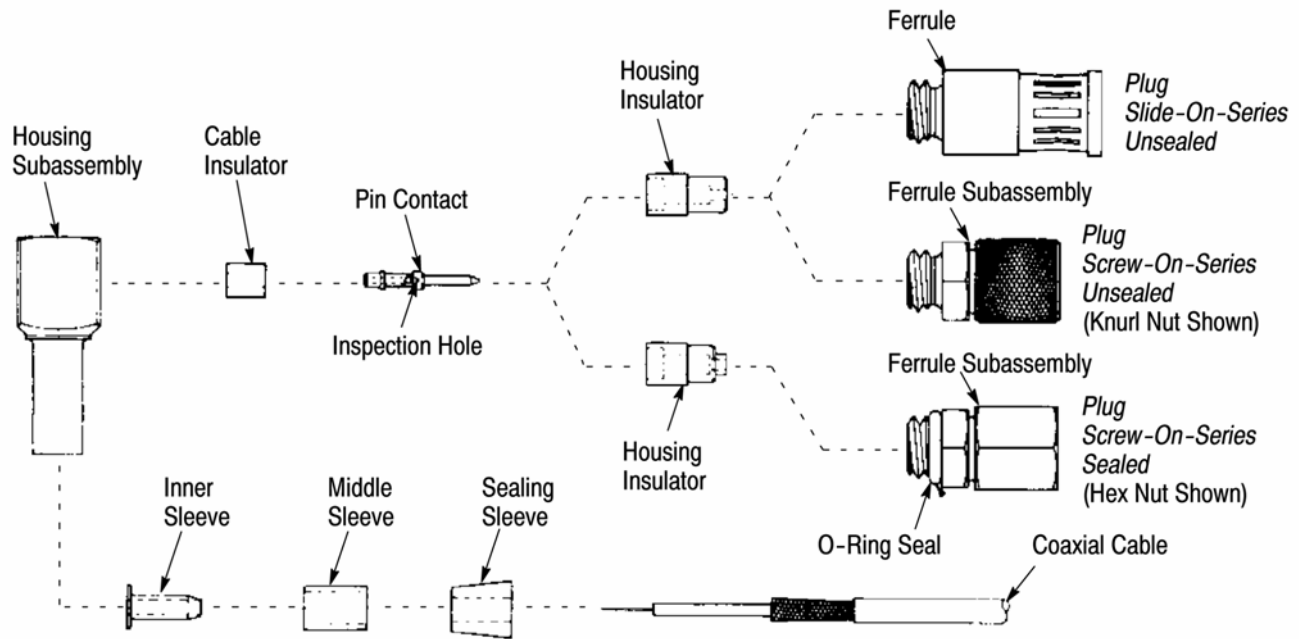 Ferrule
Plug
Slide-On-Series
Unsealed
Housing
Insulator
Housing
Subassembly
Cable
Insulator
Pin Contact
Inspection Hole
Ferrule Subassembly
Plug
Screw-On-Series
Unsealed
(Knurl Nut Shown)
Ferrule Subassembly
Plug
Screw-On-Series
Sealed
(Hex Nut Shown)
Housing
Insulator
O-Ring Seal
Coaxial Cable
Inner
Sleeve
Middle
Sleeve
Sealing
Sleeve